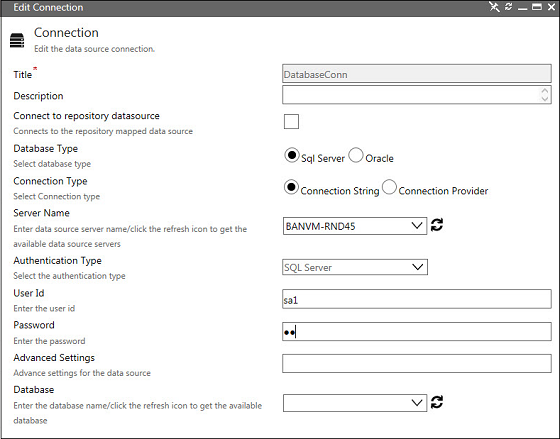 Edit Connection
Connection
Edit the data source connection.
Title* DatabaseConn
Description
Connect to repository datasource
Connects to the repository mapped data source
Database Type
Select database type
Sql Server Oracle
Connection Type
Select Connection type
Connection String Connection Provider
Server Name
Enter data source server name/click the refresh icon to get the
available data source servers
BANVM-RND45
Authentication Type
Select the authentication type
SQL Server
User Id
Enter the user id
sa1
Password
Enter the password
●●
Advanced Settings
Advance settings for the data source
Database
Enter the database name/click the refresh icon to get the available
database